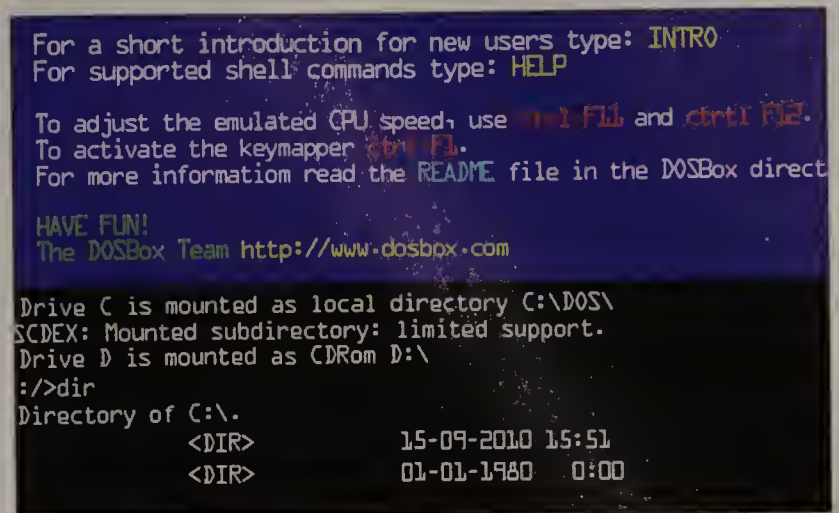 For a short introduction for new users type: INTRO
For supported shell commands type: HELP
To adjust the emulated CPU speed, use ctrl F11 and ctrtl F12.
To activate the keymapper ctrl F1.
For more informatiom read the README file in the DOSBox direct
HAVE FUN!
The DOSBox Team http://www.dosbox.com
Drive C is mounted as local directory C:\DOS\
SCDEX: Mounted subdirectory: limited support.
Drive D is mounted as CDRom D:\
:/>dir
Directory of C:\.
<DIR> 15-09-2010 15:51
<DIR> 01-01-1980 0:00